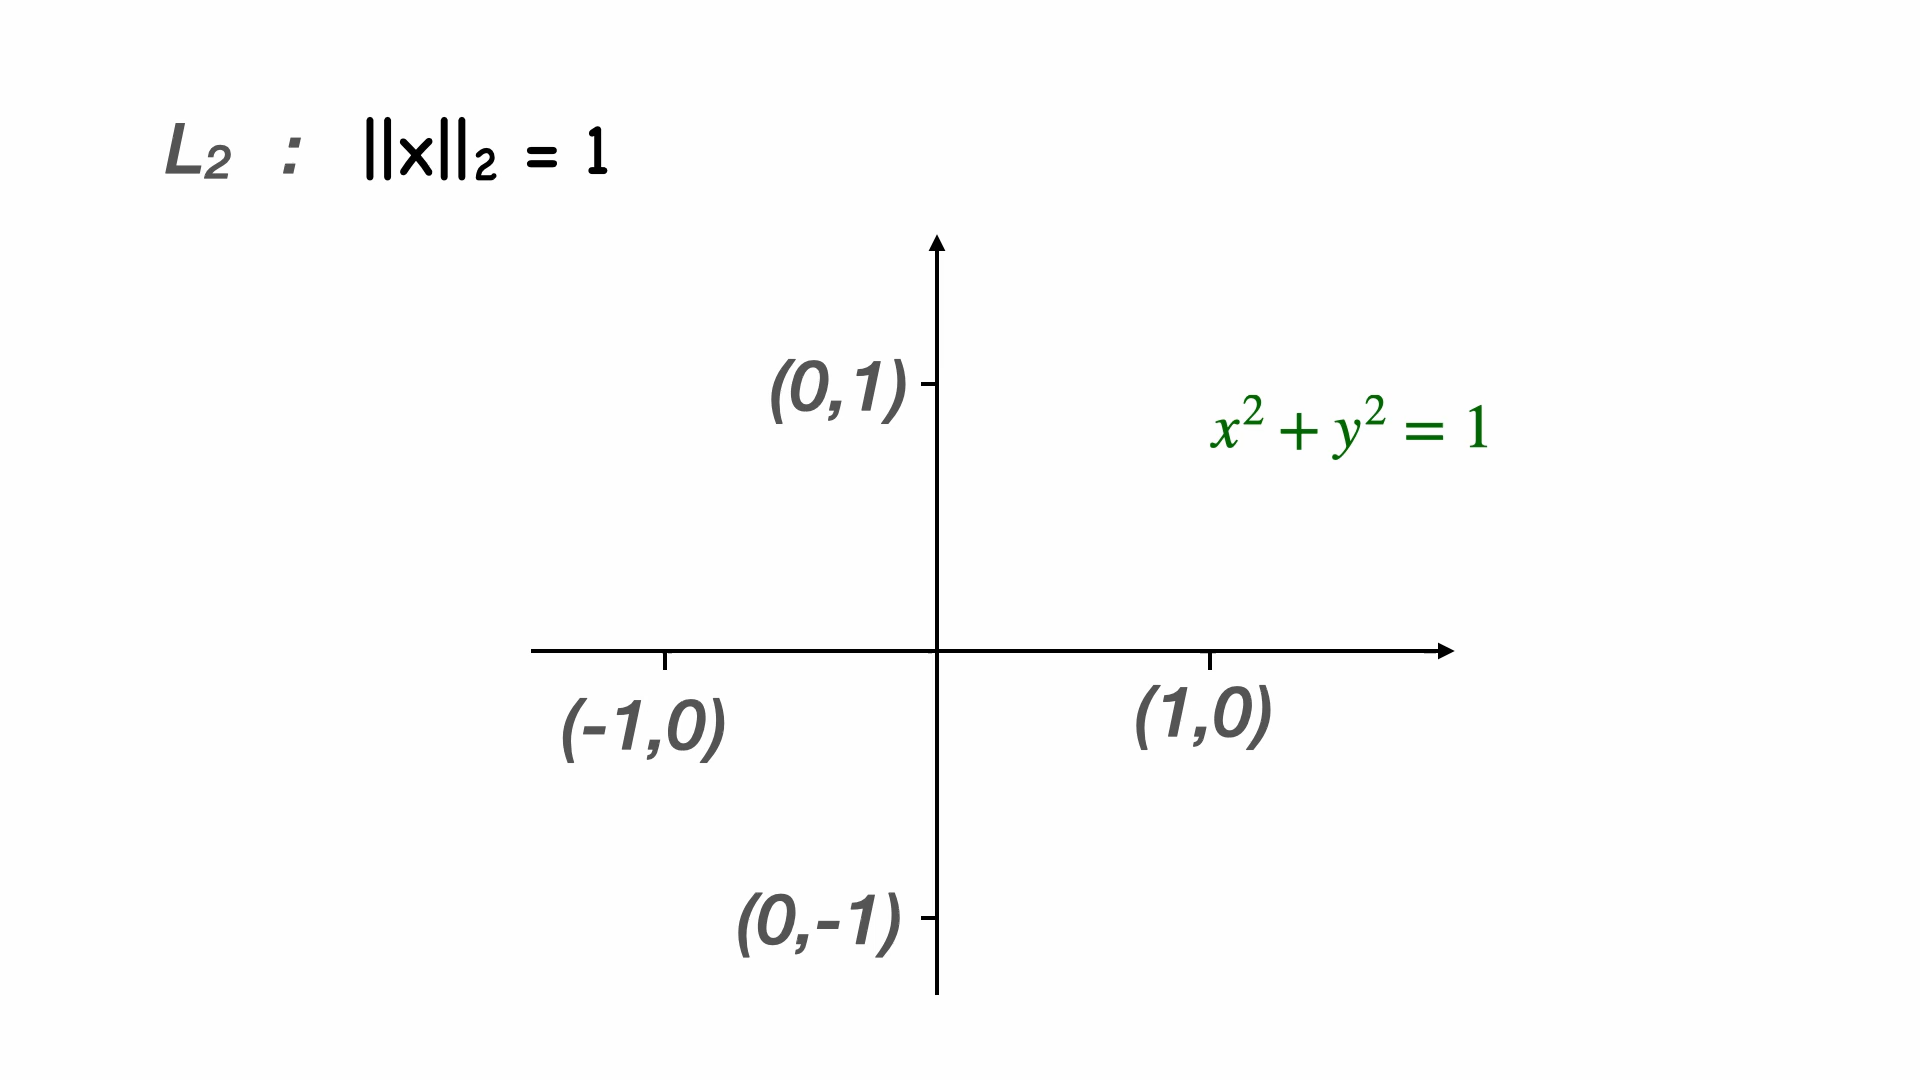 L₂ : ||x||₂ = 1
(0,1)
x² + y² = 1
(-1,0)
(1,0)
(0,-1)